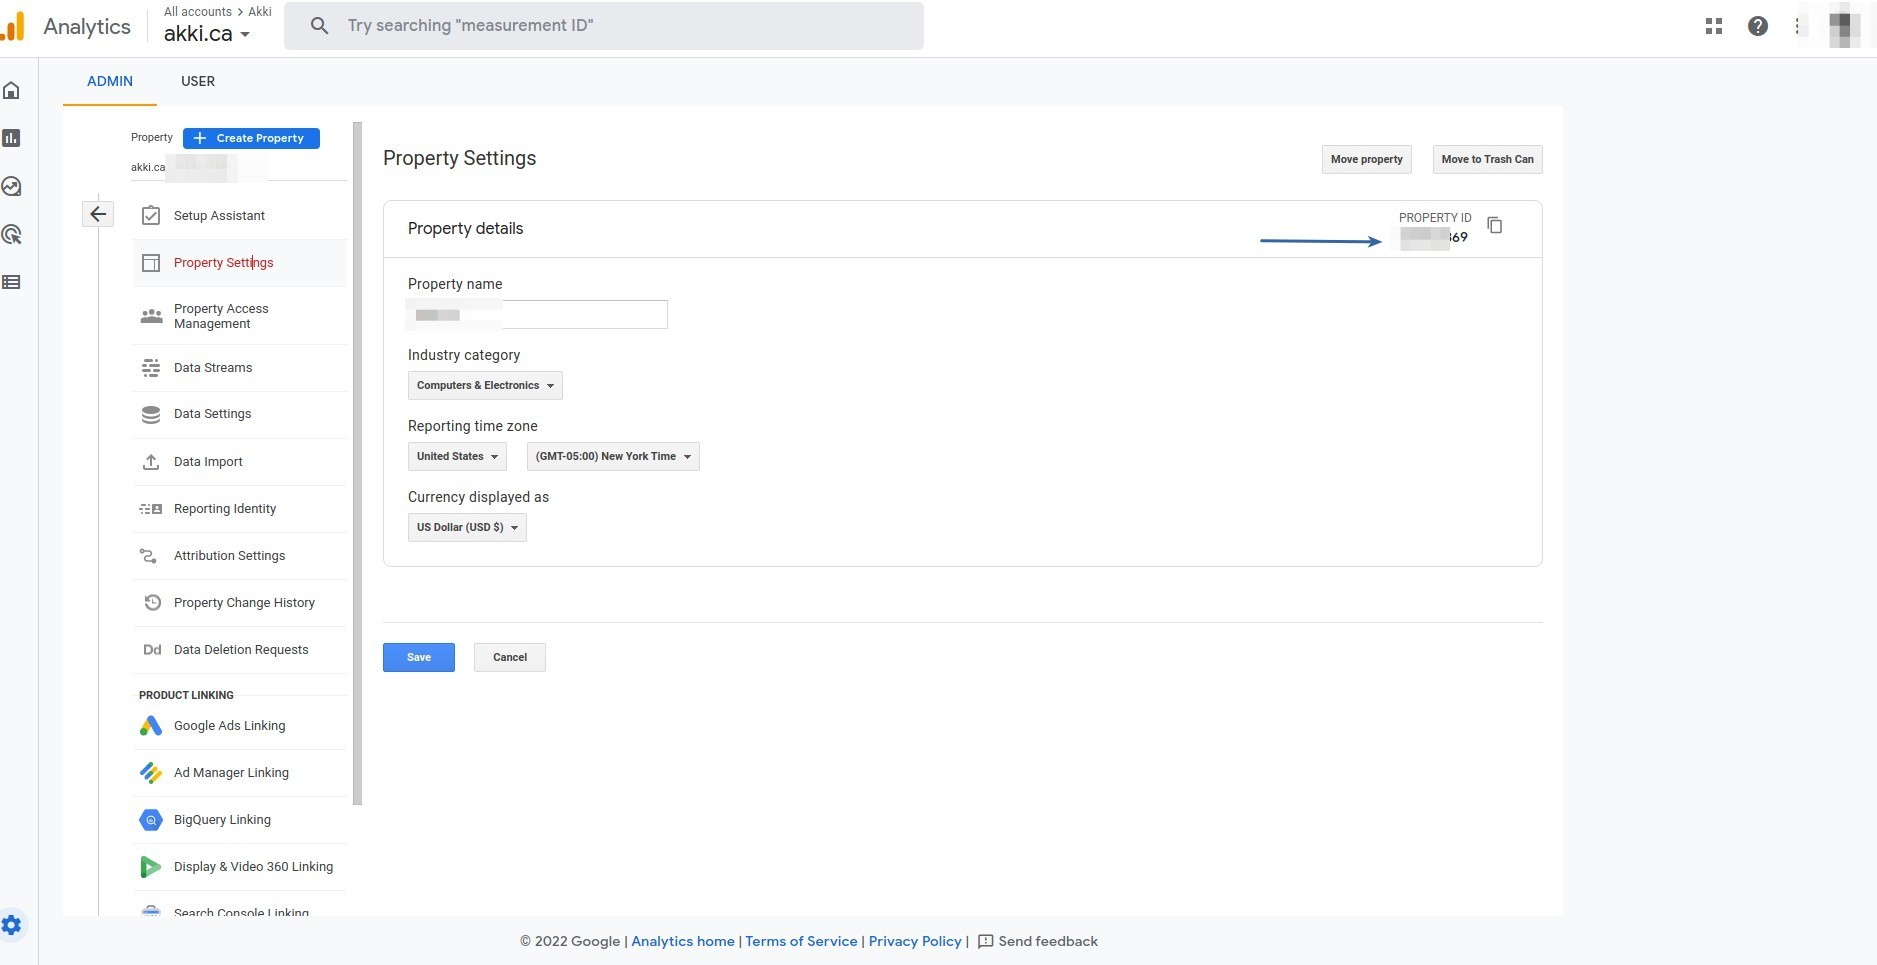 Analytics
All accounts > Akki
akki.ca
Try searching "measurement ID"
ADMIN
USER
Property
Create Property
akki.ca
Setup Assistant
Property Settings
Property Access
Management
Data Streams
Data Settings
Data Import
Reporting Identity
Attribution Settings
Property Change History
Dd Data Deletion Requests
PRODUCT LINKING
Google Ads Linking
Ad Manager Linking
BigQuery Linking
Display & Video 360 Linking
Search Console Linking
Property Settings
Move property
Move to Trash Can
Property details
PROPERTY ID
69
Property name
Industry category
Computers & Electronics
Reporting time zone
United States
(GMT-05:00) New York Time
Currency displayed as
US Dollar (USD $)
Save
Cancel
© 2022 Google | Analytics home | Terms of Service | Privacy Policy | Send feedback